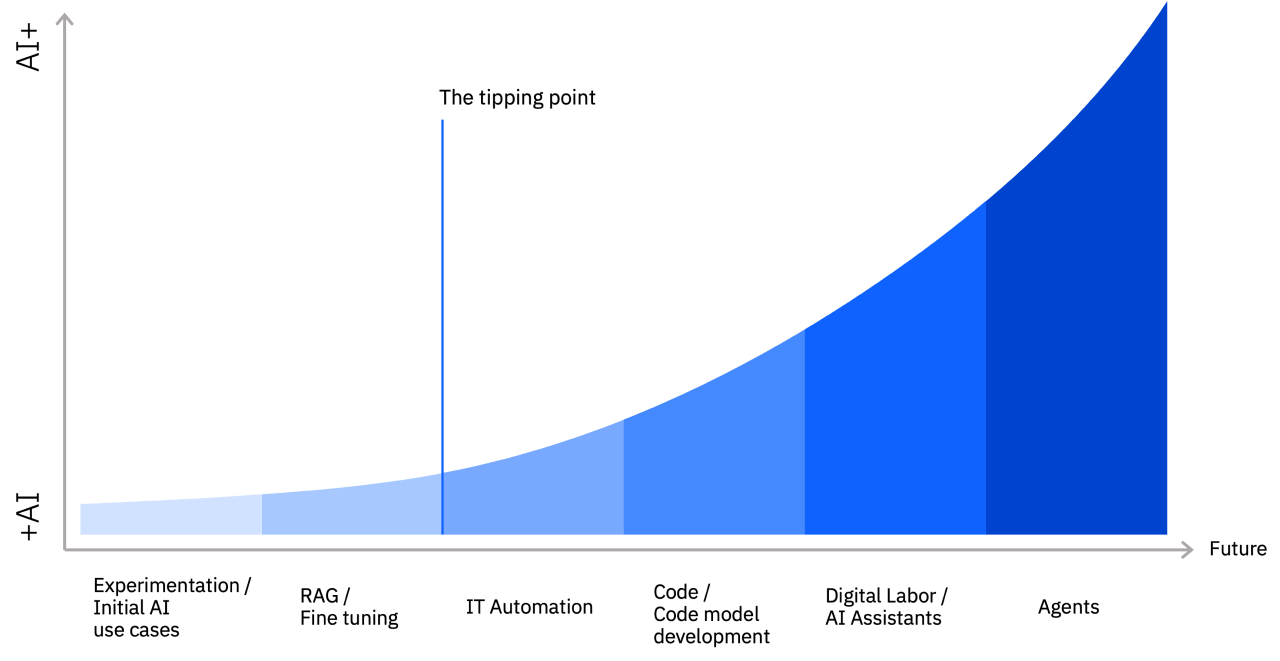 AI+
The tipping point
+AI
Future
Experimentation /
Initial AI
use cases
RAG /
Fine tuning
IT Automation
Code /
Code model
development
Digital Labor /
AI Assistants
Agents